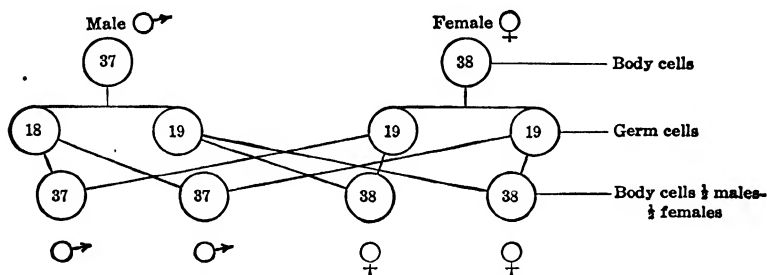 Male ♂ Female ♀
37 38 Body cells
18 19 19 19 Germ cells
37 37 38 38 Body cells ½ males-
½ females